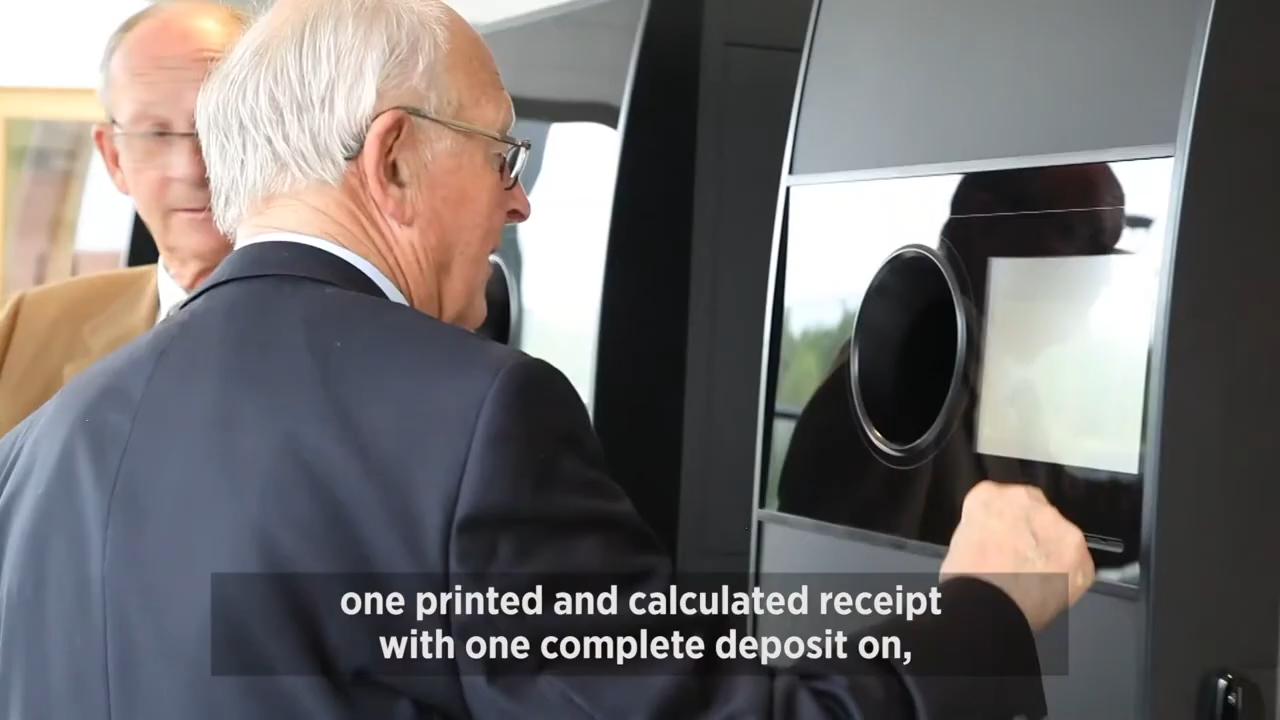 one printed and calculated receipt
with one complete deposit on,